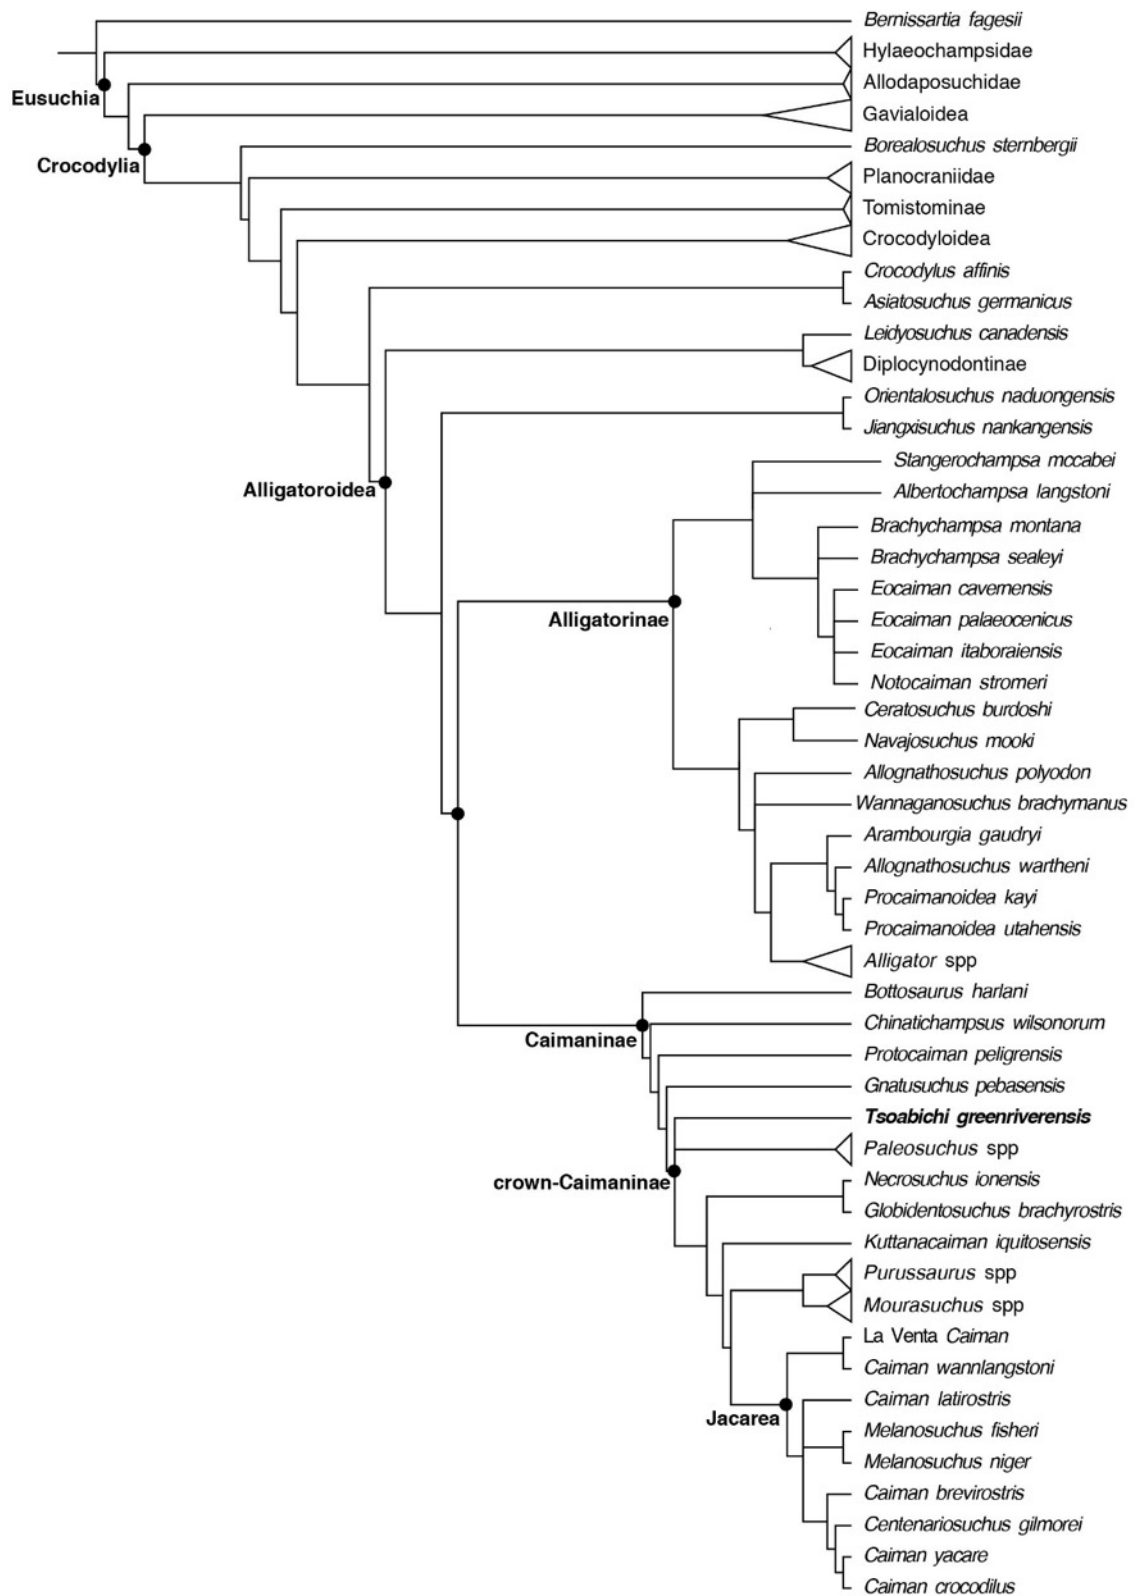 Bernissartia fagesii
Hylaeochampsidae
Allodaposuchidae
Eusuchia
Gavialoidea
Borealosuchus sternbergii
Crocodylia
Planocraniidae
Tomistominae
Crocodyloidea
Crocodylus affinis
Asiatosuchus germanicus
Leidyosuchus canadensis
Diplocynodontinae
Orientalosuchus naduongensis
Jiangxisuchus nankangensis
Stangerochampsa mccabei
Alligatoroidea
Albertochampsa langstoni
Brachychampsa montana
Brachychampsa sealeyi
Eocaiman cavernensis
Alligatorinae
Eocaiman palaeocenicus
Eocaiman itaboraiensis
Notocaiman stromeri
Ceratosuchus burdoshi
Navajosuchus mooki
Allognathosuchus polyodon
Wannaganosuchus brachymanus
Arambourgia gaudryi
Allognathosuchus wartheni
Procaimanoidea kayi
Procaimanoidea utahensis
Alligator spp
Bottosaurus harlani
Chinatichampsus wilsonorum
Caimaninae
Protocaiman peligrensis
Gnatusuchus pebasensis
Tsoabichi greenriverensis
Paleosuchus spp
crown-Caimaninae
Necrosuchus ionensis
Globidentosuchus brachyrostris
Kuttanacaiman iquitosensis
Purussaurus spp
Mourasuchus spp
La Venta Caiman
Caiman wannlangstoni
Caiman latirostris
Jacarea
Melanosuchus fisheri
Melanosuchus niger
Caiman brevirostris
Centenariosuchus gilmorei
Caiman yacare
Caiman crocodilus